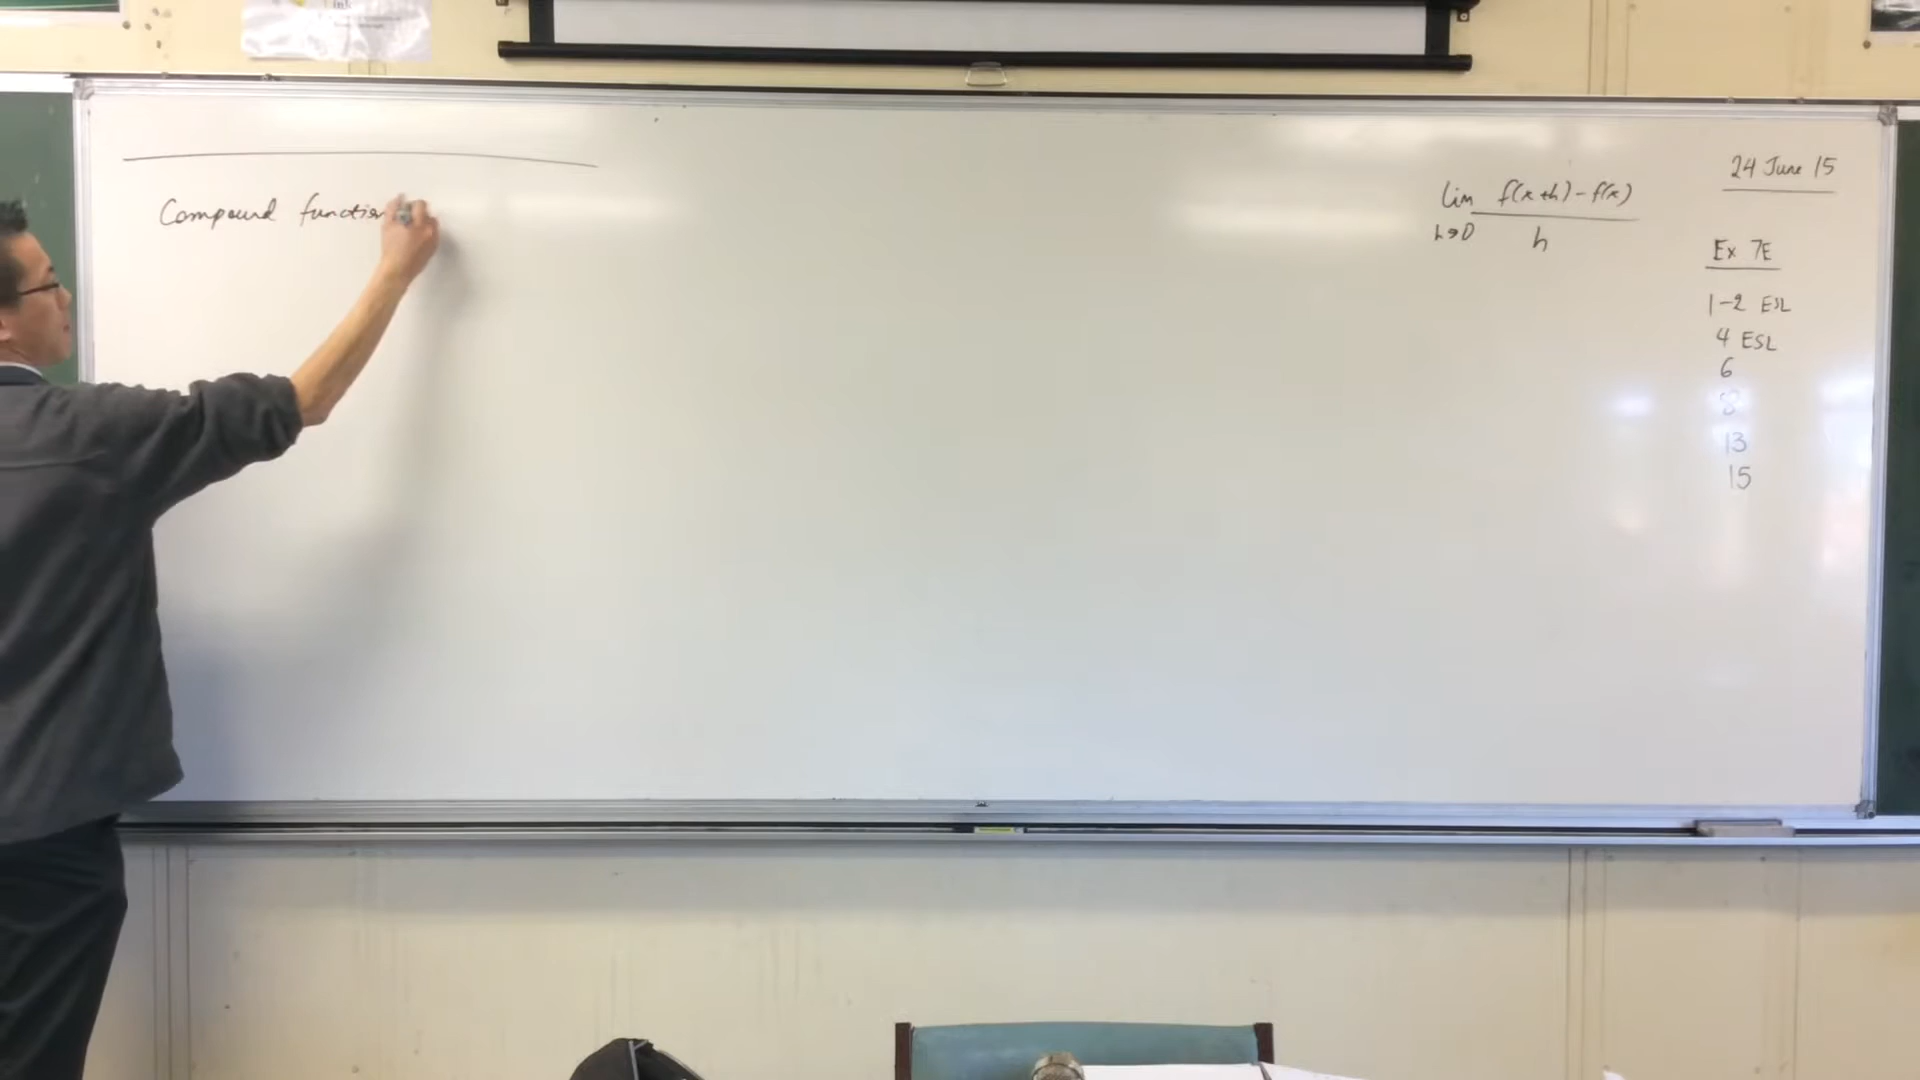 Compound function
lim f(x+h)-f(x)
h→0 h
24 June 15
Ex 7E
1-2 ESL
4 ESL
6
8
13
15